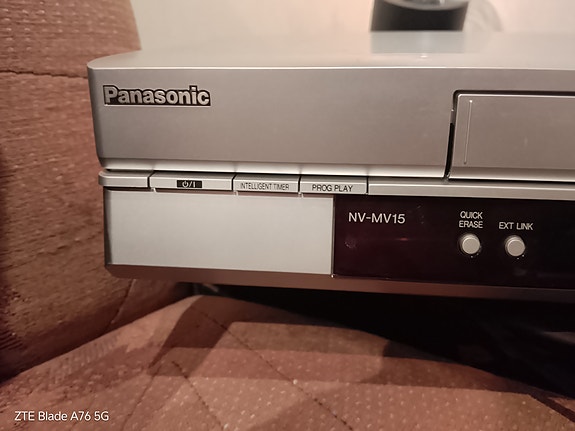 Panasonic
⏻/I
INTELLIGENT TIMER
PROG PLAY
NV-MV15
QUICK
ERASE
EXT LINK
ZTE Blade A76 5G